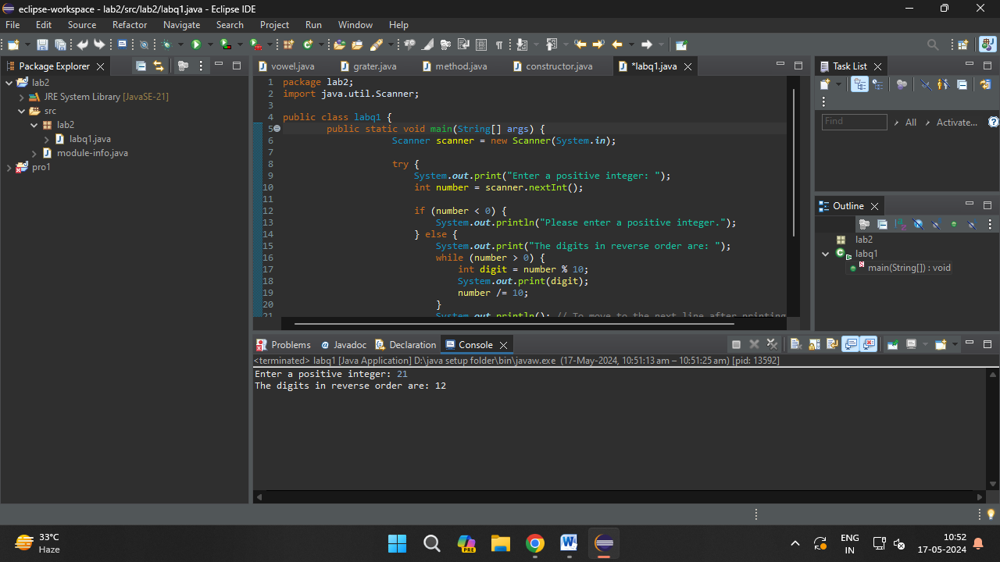 eclipse-workspace - lab2/src/lab2/labq1.java - Eclipse IDE
File Edit Source Refactor Navigate Search Project Run Window Help
Package Explorer
lab2
JRE System Library [JavaSE-21]
src
lab2
labq1.java
module-info.java
pro1
vowel.java grater.java method.java constructor.java *labq1.java
1 package lab2;
2 import java.util.Scanner;
3
4 public class labq1 {
5 public static void main(String[] args) {
6 Scanner scanner = new Scanner(System.in);
7
8 try {
9 System.out.print("Enter a positive integer: ");
10 int number = scanner.nextInt();
11
12 if (number < 0) {
13 System.out.println("Please enter a positive integer.");
14 } else {
15 System.out.print("The digits in reverse order are: ");
16 while (number > 0) {
17 int digit = number % 10;
18 System.out.print(digit);
19 number /= 10;
20 }
21 System.out.println(); // To move to the next line after printing
Task List
Find All Activate...
Outline
lab2
labq1
main(String[]) : void
Problems Javadoc Declaration Console
<terminated> labq1 [Java Application] D:\java setup folder\bin\javaw.exe (17-May-2024, 10:51:13 am – 10:51:25 am) [pid: 13592]
Enter a positive integer: 21
The digits in reverse order are: 12
33°C
Haze
PRE
ENG
IN
10:52
17-05-2024